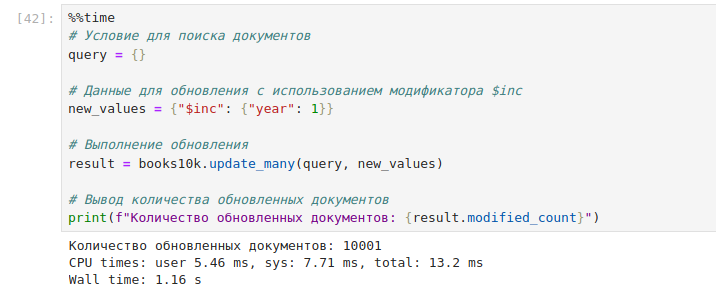 [42]:
%%time
# Условие для поиска документов
query = {}
# Данные для обновления с использованием модификатора $inc
new_values = {"$inc": {"year": 1}}
# Выполнение обновления
result = books10k.update_many(query, new_values)
# Вывод количества обновленных документов
print(f"Количество обновленных документов: {result.modified_count}")
Количество обновленных документов: 10001
CPU times: user 5.46 ms, sys: 7.71 ms, total: 13.2 ms
Wall time: 1.16 s